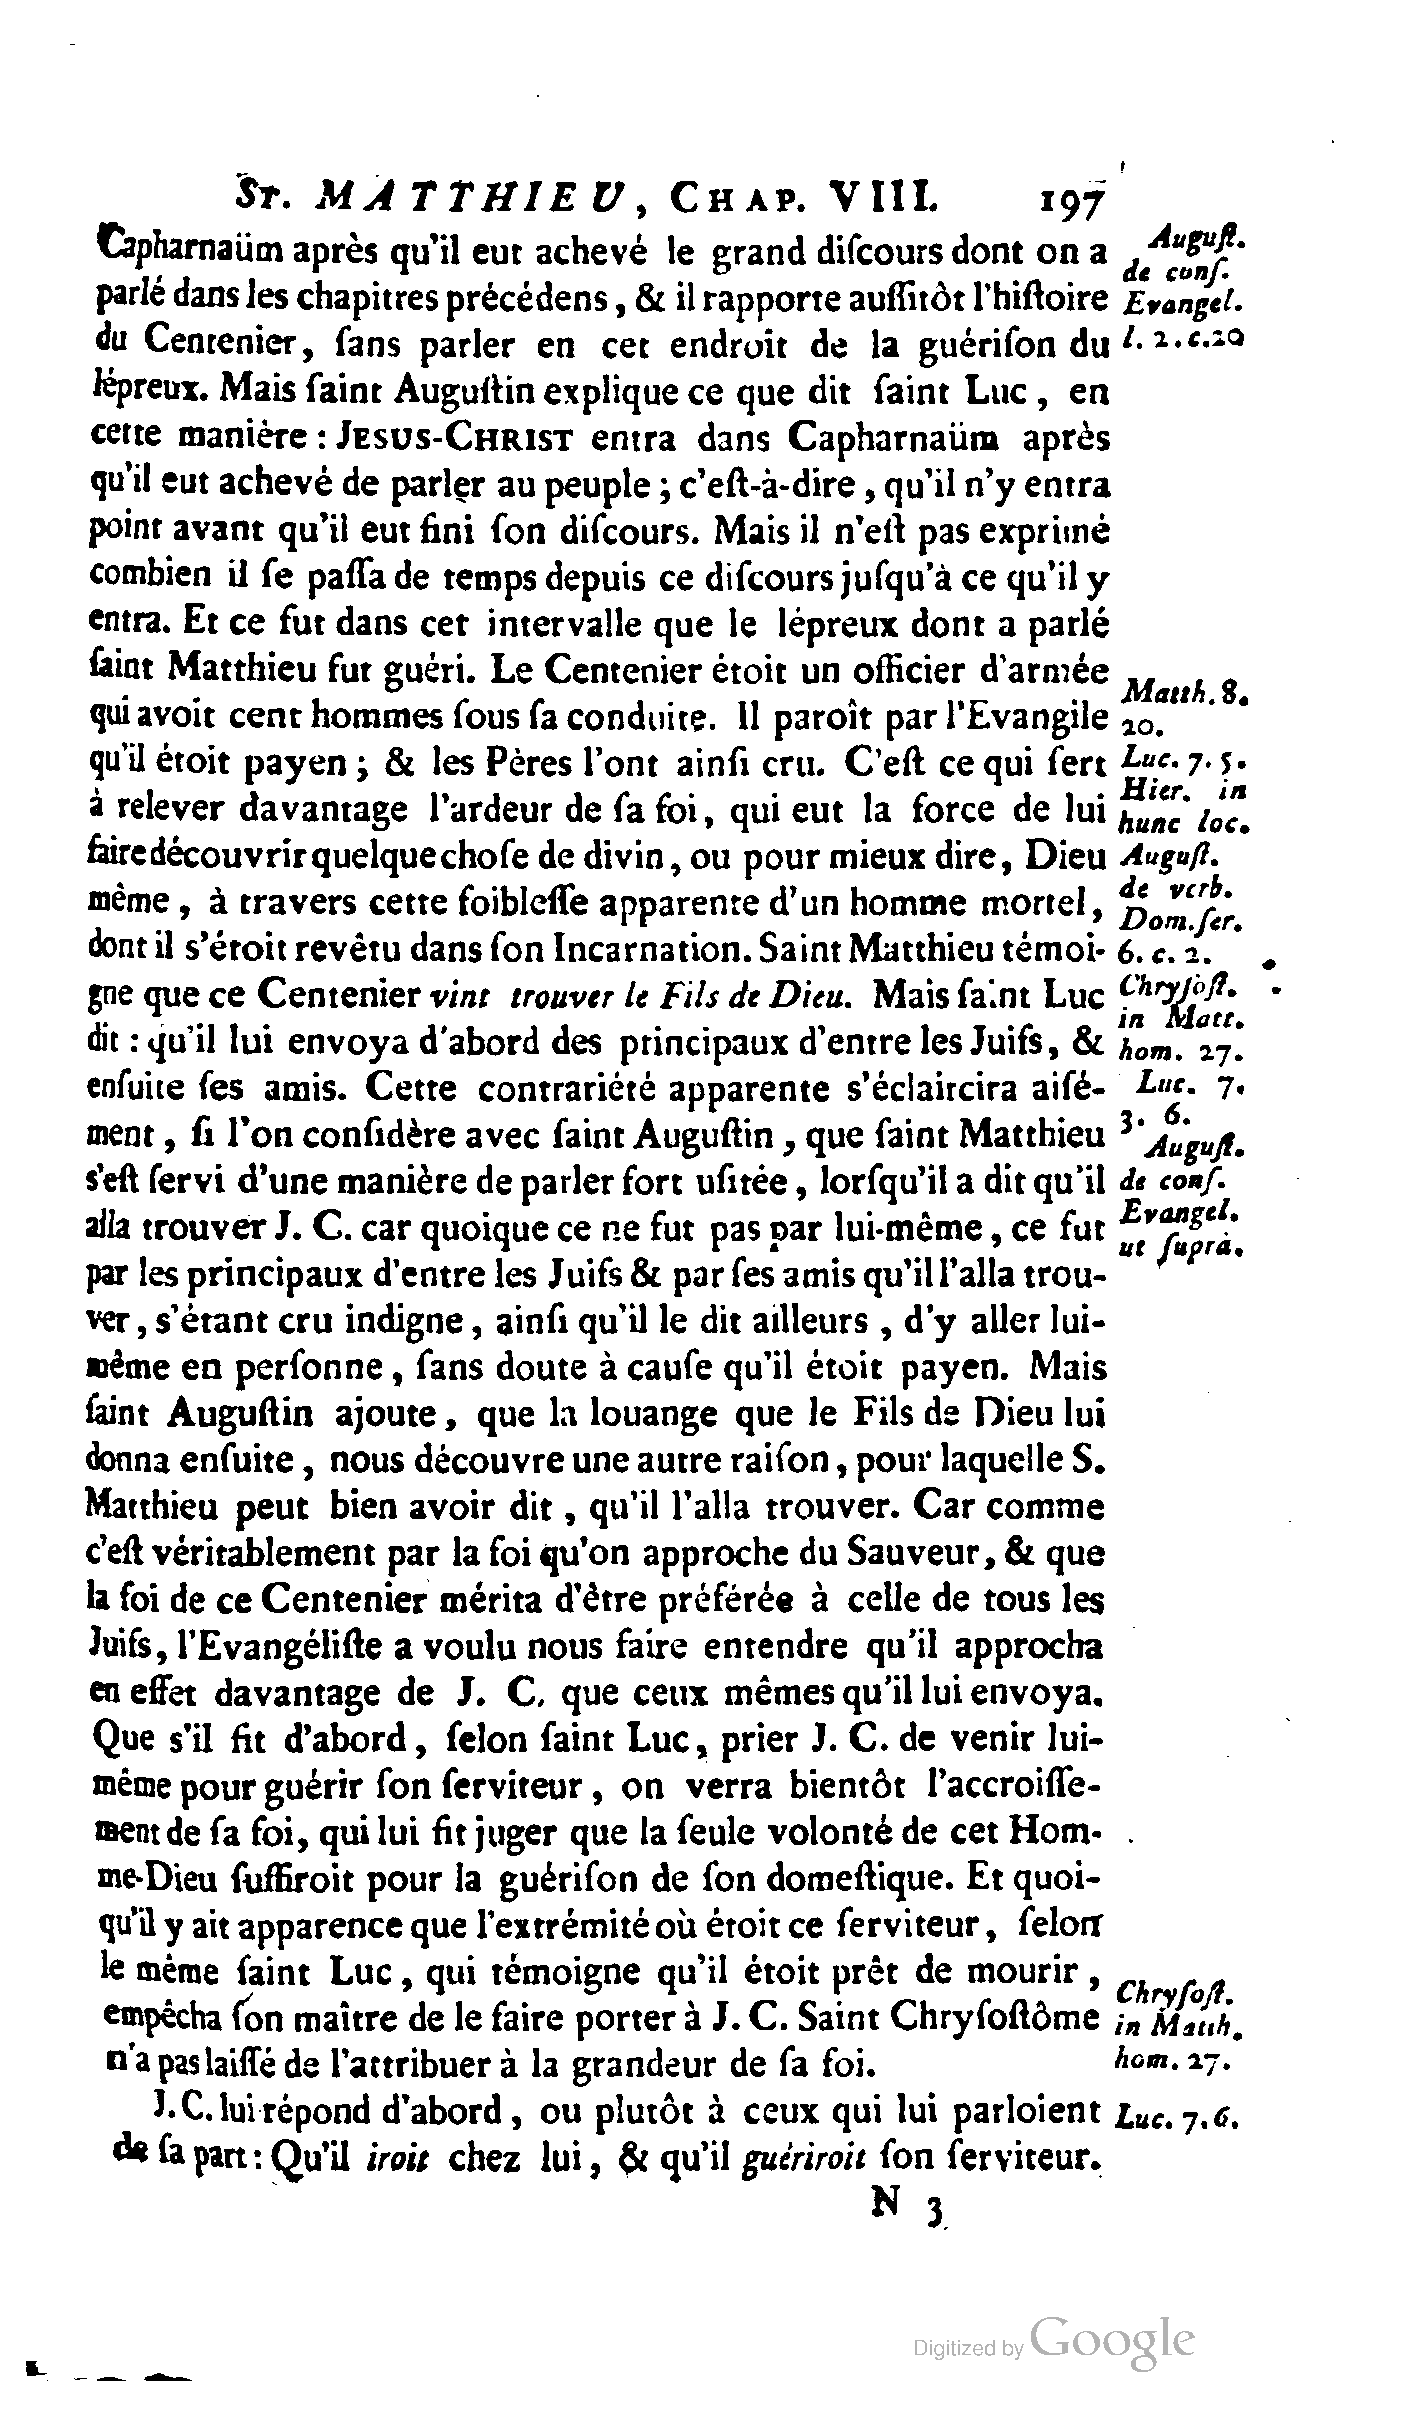 St. MATTHIEU, CHAP. VIII. 197
Capharnaüm après qu'il eut achevé le grand diſcours dont on a
parlé dans les chapitres précédens, & il rapporte auſſitôt l'hiſtoire
du Centenier, ſans parler en cet endroit de la guériſon du
lépreux. Mais ſaint Auguſtin explique ce que dit ſaint Luc, en
cette manière : JESUS-CHRIST entra dans Capharnaüm après
qu'il eut achevé de parler au peuple ; c'eſt-à-dire, qu'il n'y entra
point avant qu'il eut fini ſon diſcours. Mais il n'eſt pas exprimé
combien il ſe paſſa de temps depuis ce diſcours juſqu'à ce qu'il y
entra. Et ce fut dans cet intervalle que le lépreux dont a parlé
ſaint Matthieu fut guéri. Le Centenier étoit un officier d'armée
qui avoit cent hommes ſous ſa conduite. Il paroît par l'Evangile
qu'il étoit payen ; & les Pères l'ont ainſi cru. C'eſt ce qui ſert
à relever davantage l'ardeur de ſa foi, qui eut la force de lui
faire découvrir quelque choſe de divin, ou pour mieux dire, Dieu
même, à travers cette foibleſſe apparente d'un homme mortel,
dont il s'étoit revêtu dans ſon Incarnation. Saint Matthieu témoi-
gne que ce Centenier vint trouver le Fils de Dieu. Mais ſaint Luc
dit : qu'il lui envoya d'abord des principaux d'entre les Juifs, &
enſuite ſes amis. Cette contrariété apparente s'éclaircira aiſé-
ment, ſi l'on conſidère avec ſaint Auguſtin, que ſaint Matthieu
s'eſt ſervi d'une manière de parler fort uſitée, lorſqu'il a dit qu'il
alla trouver J. C. car quoique ce ne fut pas par lui-même, ce fut
par les principaux d'entre les Juifs & par ſes amis qu'il l'alla trou-
ver, s'étant cru indigne, ainſi qu'il le dit ailleurs, d'y aller lui-
même en perſonne, ſans doute à cauſe qu'il étoit payen. Mais
ſaint Auguſtin ajoute, que la louange que le Fils de Dieu lui
donna enſuite, nous découvre une autre raiſon, pour laquelle S.
Matthieu peut bien avoir dit, qu'il l'alla trouver. Car comme
c'eſt véritablement par la foi qu'on approche du Sauveur, & que
la foi de ce Centenier mérita d'être préférée à celle de tous les
Juifs, l'Evangéliſte a voulu nous faire entendre qu'il approcha
en effet davantage de J. C. que ceux mêmes qu'il lui envoya.
Que s'il fit d'abord, ſelon ſaint Luc, prier J. C. de venir lui-
même pour guérir ſon ſerviteur, on verra bientôt l'accroiſſe-
ment de ſa foi, qui lui fit juger que la ſeule volonté de cet Hom-
me-Dieu ſuffiroit pour la guériſon de ſon domeſtique. Et quoi-
qu'il y ait apparence que l'extrémité où étoit ce ſerviteur, ſelon
le même ſaint Luc, qui témoigne qu'il étoit prêt de mourir,
empêcha ſon maître de le faire porter à J. C. Saint Chryſoſtôme
n'a pas laiſſé de l'attribuer à la grandeur de ſa foi.
J. C. lui répond d'abord, ou plutôt à ceux qui lui parloient
de ſa part : Qu'il iroit chez lui, & qu'il guériroit ſon ſerviteur.
N 3
Auguſt.
de conſ.
Evangel.
l. 2. c. 20
Matth. 8.
20.
Luc. 7. 5.
Hier. in
hunc loc.
Auguſt.
de verb.
Dom. ſer.
6. c. 2.
Chryſoſt.
in Matt.
hom. 27.
Luc. 7.
3. 6.
Auguſt.
de conſ.
Evangel.
ut ſuprà.
Chryſoſt.
in Matth.
hom. 27.
Luc. 7. 6.
Digitized by Google